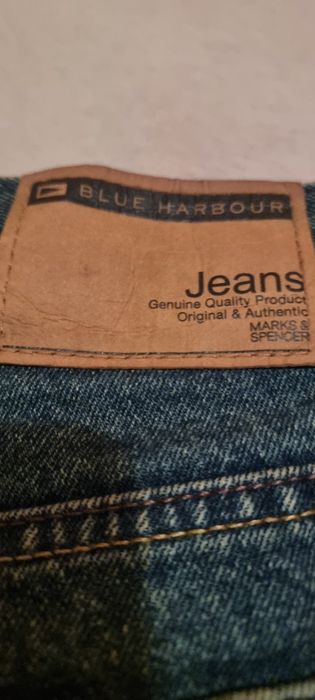 BLUE HARBOUR
Jeans
Genuine Quality Product
Original & Authentic
MARKS &
SPENCER